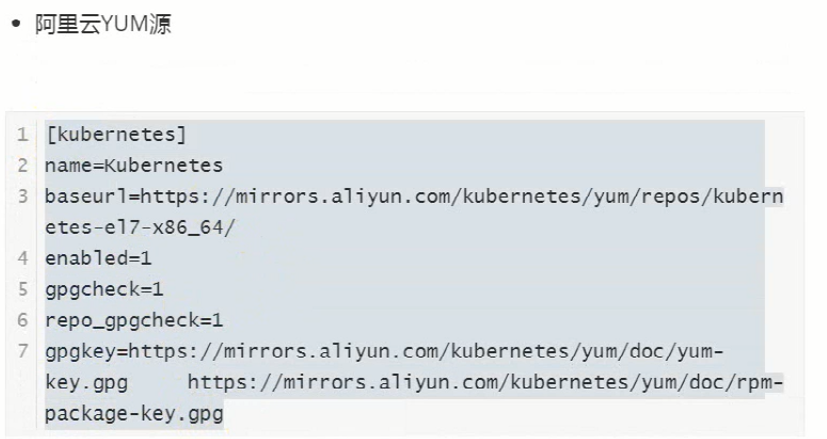 阿里云YUM源
1 [kubernetes]
2 name=Kubernetes
3 baseurl=https://mirrors.aliyun.com/kubernetes/yum/repos/kubern
etes-el7-x86_64/
4 enabled=1
5 gpgcheck=1
6 repo_gpgcheck=1
7 gpgkey=https://mirrors.aliyun.com/kubernetes/yum/doc/yum-
key.gpg     https://mirrors.aliyun.com/kubernetes/yum/doc/rpm-
package-key.gpg